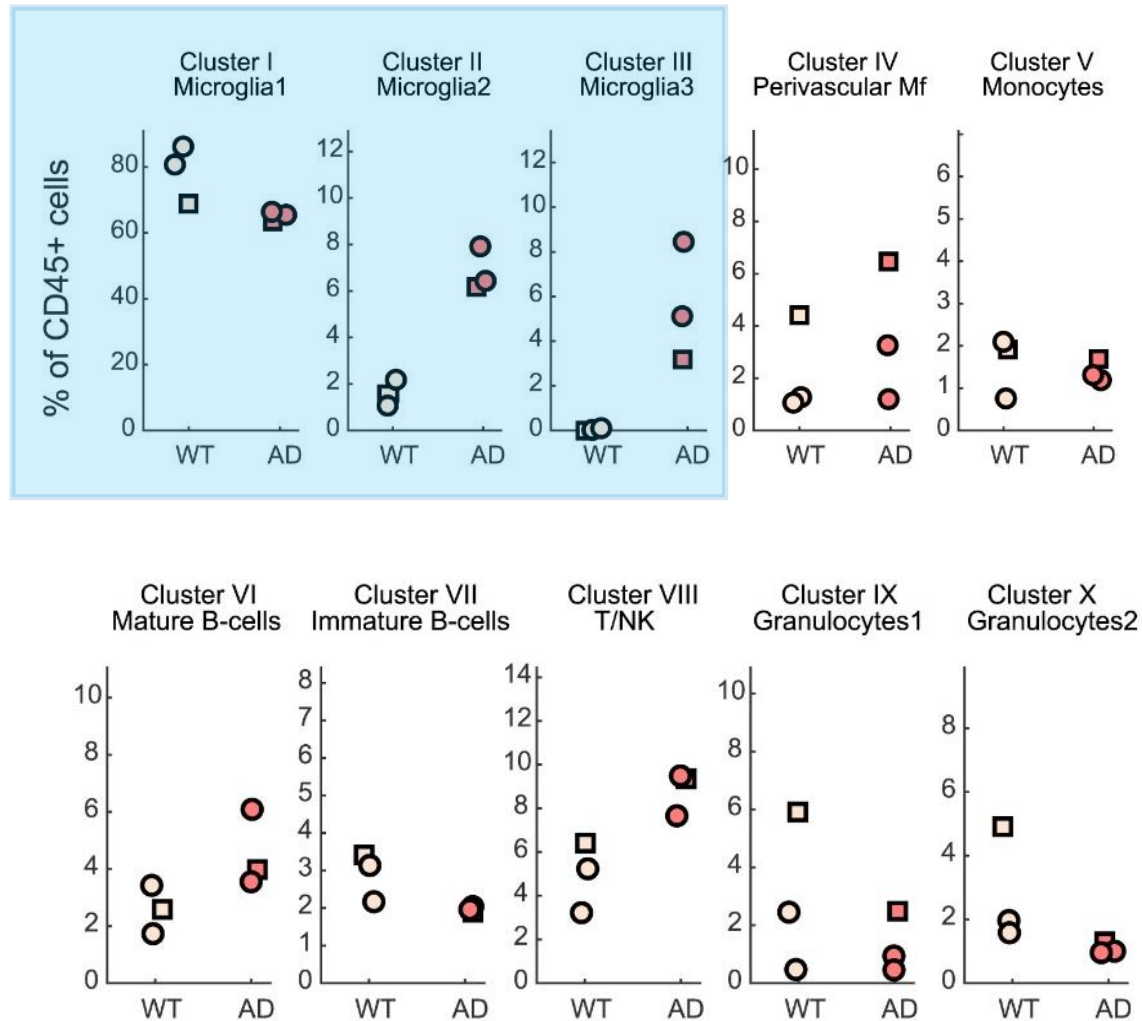 Cluster I
Microglia1
Cluster II
Microglia2
Cluster III
Microglia3
Cluster IV
Perivascular Mf
Cluster V
Monocytes
% of CD45+ cells
80
60
40
20
0
WT AD
12
10
8
6
4
2
0
WT AD
12
10
8
6
4
2
0
WT AD
10
8
6
4
2
0
WT AD
6
5
4
3
2
1
0
WT AD
Cluster VI
Mature B-cells
Cluster VII
Immature B-cells
Cluster VIII
T/NK
Cluster IX
Granulocytes1
Cluster X
Granulocytes2
10
8
6
4
2
0
WT AD
8
7
6
5
4
3
2
1
0
WT AD
14
12
10
8
6
4
2
0
WT AD
10
8
6
4
2
0
WT AD
8
6
4
2
0
WT AD